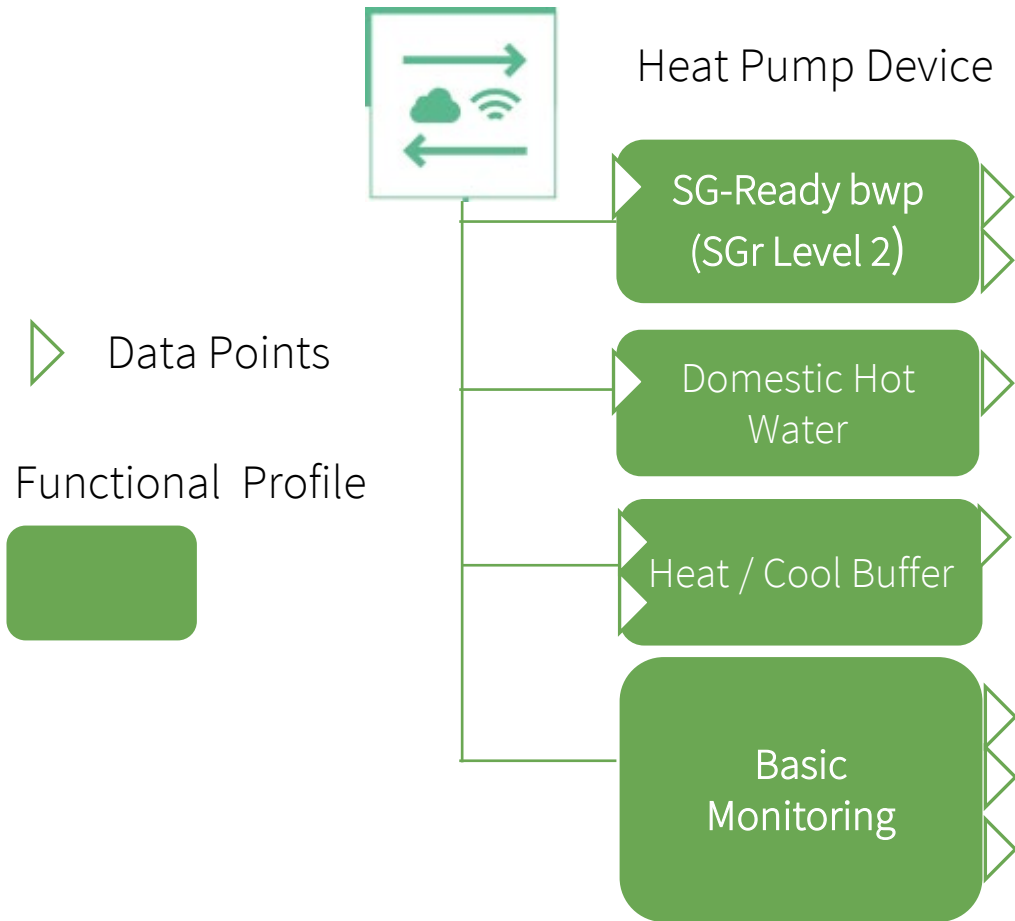 Heat Pump Device
SG-Ready bwp
(SGr Level 2)
Data Points
Domestic Hot
Water
Functional Profile
Heat / Cool Buffer
Basic
Monitoring